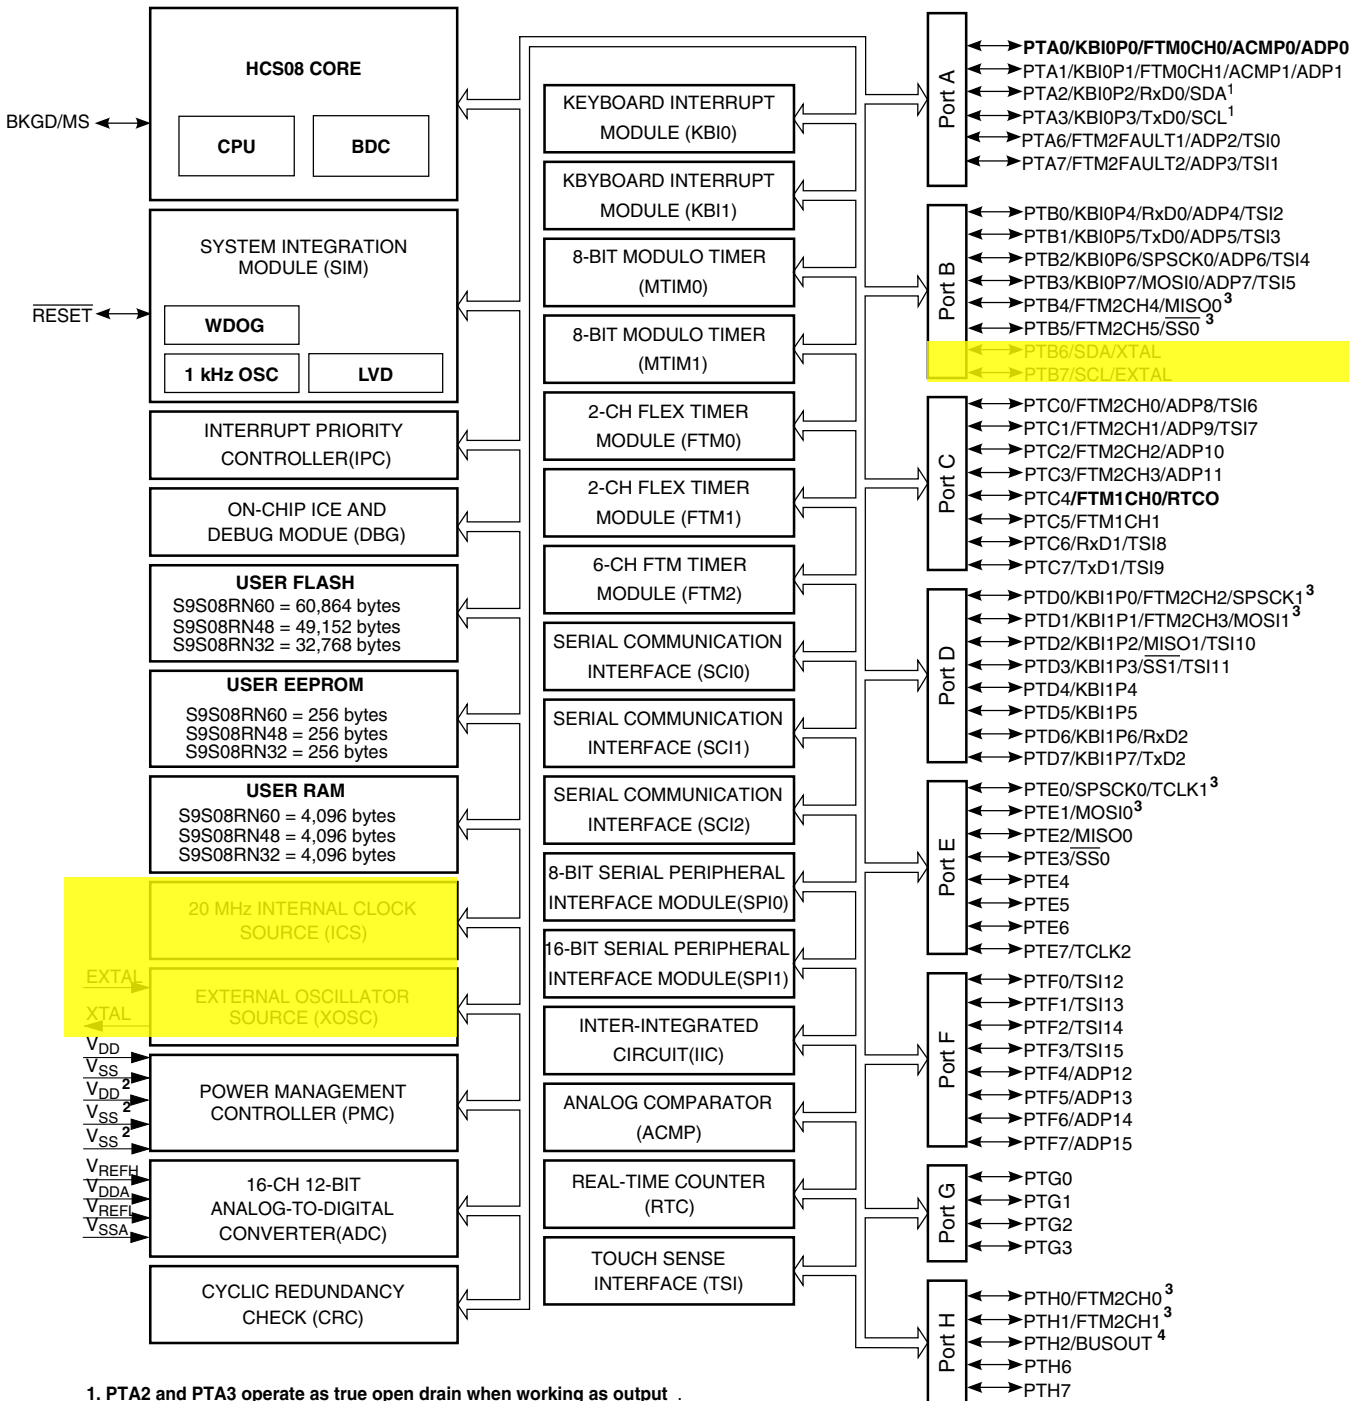 HCS08 CORE
CPU
BDC
BKGD/MS
SYSTEM INTEGRATION
MODULE (SIM)
WDOG
1 kHz OSC
LVD
RESET
INTERRUPT PRIORITY
CONTROLLER(IPC)
ON-CHIP ICE AND
DEBUG MODUE (DBG)
USER FLASH
S9S08RN60 = 60,864 bytes
S9S08RN48 = 49,152 bytes
S9S08RN32 = 32,768 bytes
USER EEPROM
S9S08RN60 = 256 bytes
S9S08RN48 = 256 bytes
S9S08RN32 = 256 bytes
USER RAM
S9S08RN60 = 4,096 bytes
S9S08RN48 = 4,096 bytes
S9S08RN32 = 4,096 bytes
20 MHz INTERNAL CLOCK
SOURCE (ICS)
EXTAL
XTAL
EXTERNAL OSCILLATOR
SOURCE (XOSC)
VDD
VSS
VDD 2
VSS 2
VSS 2
POWER MANAGEMENT
CONTROLLER (PMC)
VREFH
VDDA
VREFL
VSSA
16-CH 12-BIT
ANALOG-TO-DIGITAL
CONVERTER(ADC)
CYCLIC REDUNDANCY
CHECK (CRC)
KEYBOARD INTERRUPT
MODULE (KBI0)
KBYBOARD INTERRUPT
MODULE (KBI1)
8-BIT MODULO TIMER
(MTIM0)
8-BIT MODULO TIMER
(MTIM1)
2-CH FLEX TIMER
MODULE (FTM0)
2-CH FLEX TIMER
MODULE (FTM1)
6-CH FTM TIMER
MODULE (FTM2)
SERIAL COMMUNICATION
INTERFACE (SCI0)
SERIAL COMMUNICATION
INTERFACE (SCI1)
SERIAL COMMUNICATION
INTERFACE (SCI2)
8-BIT SERIAL PERIPHERAL
INTERFACE MODULE(SPI0)
16-BIT SERIAL PERIPHERAL
INTERFACE MODULE(SPI1)
INTER-INTEGRATED
CIRCUIT(IIC)
ANALOG COMPARATOR
(ACMP)
REAL-TIME COUNTER
(RTC)
TOUCH SENSE
INTERFACE (TSI)
Port A
PTA0/KBI0P0/FTM0CH0/ACMP0/ADP0
PTA1/KBI0P1/FTM0CH1/ACMP1/ADP1
PTA2/KBI0P2/RxD0/SDA1
PTA3/KBI0P3/TxD0/SCL1
PTA6/FTM2FAULT1/ADP2/TSI0
PTA7/FTM2FAULT2/ADP3/TSI1
Port B
PTB0/KBI0P4/RxD0/ADP4/TSI2
PTB1/KBI0P5/TxD0/ADP5/TSI3
PTB2/KBI0P6/SPSCK0/ADP6/TSI4
PTB3/KBI0P7/MOSI0/ADP7/TSI5
PTB4/FTM2CH4/MISO0 3
PTB5/FTM2CH5/SS0 3
PTB6/SDA/XTAL
PTB7/SCL/EXTAL
Port C
PTC0/FTM2CH0/ADP8/TSI6
PTC1/FTM2CH1/ADP9/TSI7
PTC2/FTM2CH2/ADP10
PTC3/FTM2CH3/ADP11
PTC4/FTM1CH0/RTCO
PTC5/FTM1CH1
PTC6/RxD1/TSI8
PTC7/TxD1/TSI9
Port D
PTD0/KBI1P0/FTM2CH2/SPSCK1 3
PTD1/KBI1P1/FTM2CH3/MOSI1 3
PTD2/KBI1P2/MISO1/TSI10
PTD3/KBI1P3/SS1/TSI11
PTD4/KBI1P4
PTD5/KBI1P5
PTD6/KBI1P6/RxD2
PTD7/KBI1P7/TxD2
Port E
PTE0/SPSCK0/TCLK1 3
PTE1/MOSI0 3
PTE2/MISO0
PTE3/SS0
PTE4
PTE5
PTE6
PTE7/TCLK2
Port F
PTF0/TSI12
PTF1/TSI13
PTF2/TSI14
PTF3/TSI15
PTF4/ADP12
PTF5/ADP13
PTF6/ADP14
PTF7/ADP15
Port G
PTG0
PTG1
PTG2
PTG3
Port H
PTH0/FTM2CH0 3
PTH1/FTM2CH1 3
PTH2/BUSOUT 4
PTH6
PTH7
1. PTA2 and PTA3 operate as true open drain when working as output .